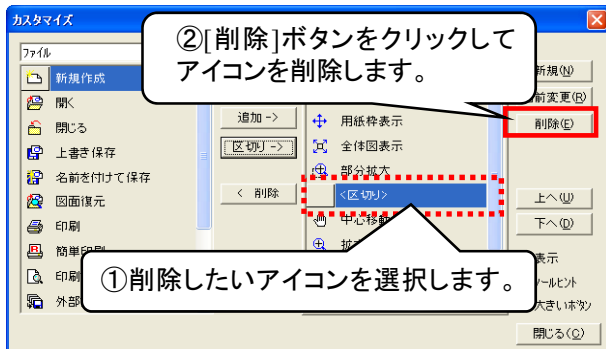 カスタマイズ
②[削除]ボタンをクリックして
アイコンを削除します。
ファイル
新規作成
開く
閉じる
上書き保存
名前を付けて保存
図面復元
印刷
簡単印刷
印刷
外部
追加 ->
区切り ->
< 削除
用紙枠表示
全体図表示
部分拡大
<区切り>
中心移動
新規(N)
前変更(R)
削除(E)
上へ(U)
下へ(D)
表示
ツールヒント
大きいボタン
閉じる(C)
①削除したいアイコンを選択します。